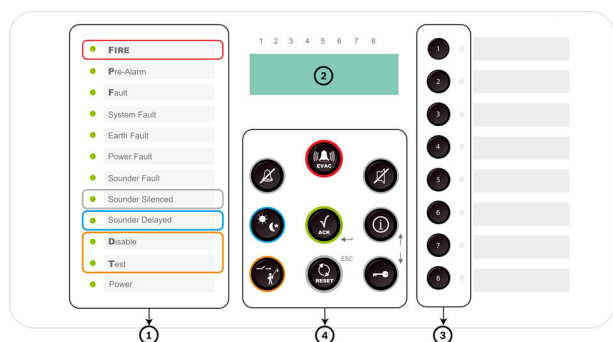 1 2 3 4 5 6 7 8
FIRE
Pre-Alarm
Fault
System Fault
Earth Fault
Power Fault
Sounder Fault
Sounder Silenced
Sounder Delayed
Disable
Test
Power
1
2
EVAC
ACK
ESC
RESET
4
1
2
3
4
5
6
7
8
3